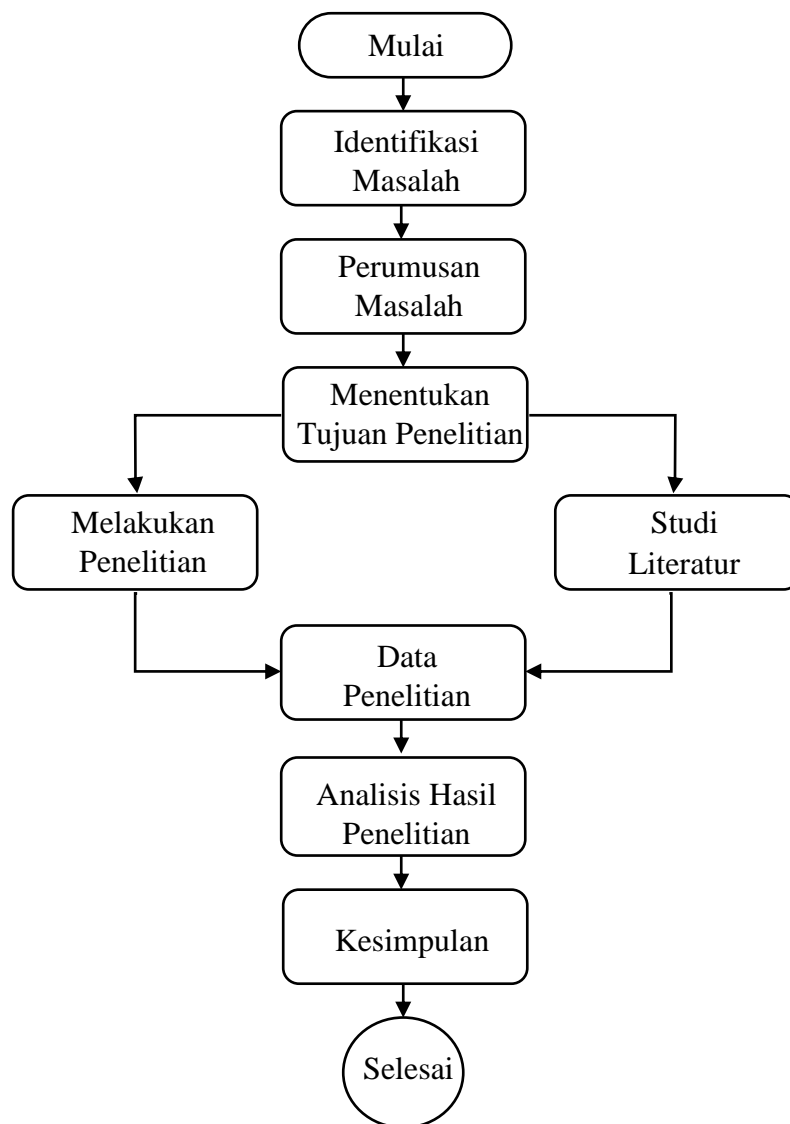 Mulai
Identifikasi
Masalah
Perumusan
Masalah
Menentukan
Tujuan Penelitian
Melakukan
Penelitian
Studi
Literatur
Data
Penelitian
Analisis Hasil
Penelitian
Kesimpulan
Selesai